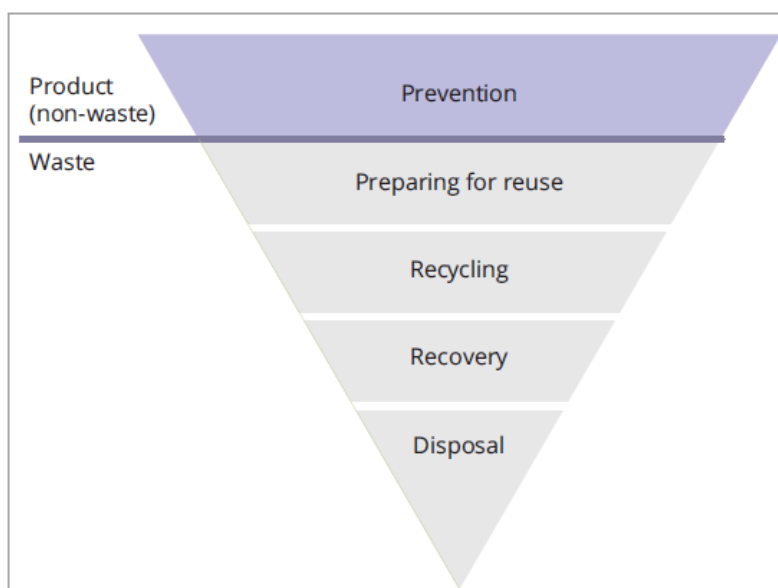 Product
(non-waste)
Prevention
Waste
Preparing for reuse
Recycling
Recovery
Disposal